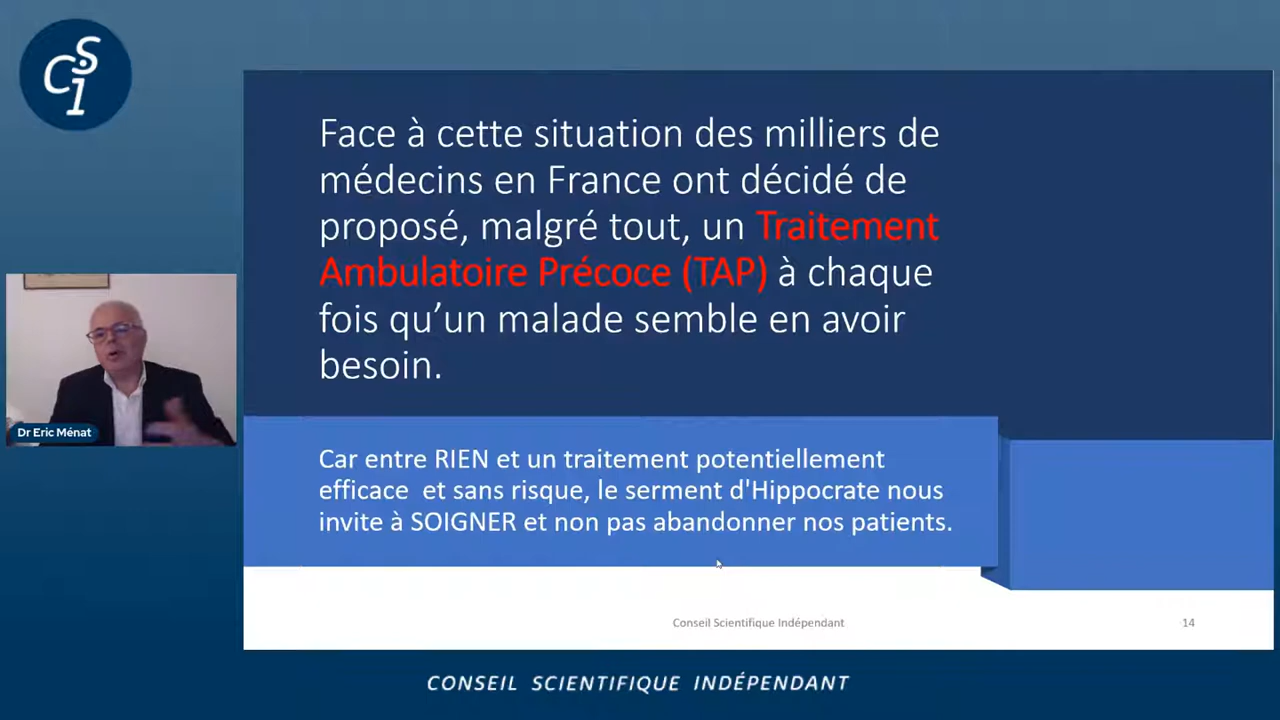 CSI
Face à cette situation des milliers de
médecins en France ont décidé de
proposé, malgré tout, un Traitement
Ambulatoire Précoce (TAP) à chaque
fois qu’un malade semble en avoir
besoin.
Dr Eric Ménat
Car entre RIEN et un traitement potentiellement
efficace et sans risque, le serment d'Hippocrate nous
invite à SOIGNER et non pas abandonner nos patients.
Conseil Scientifique Indépendant 14
CONSEIL SCIENTIFIQUE INDÉPENDANT